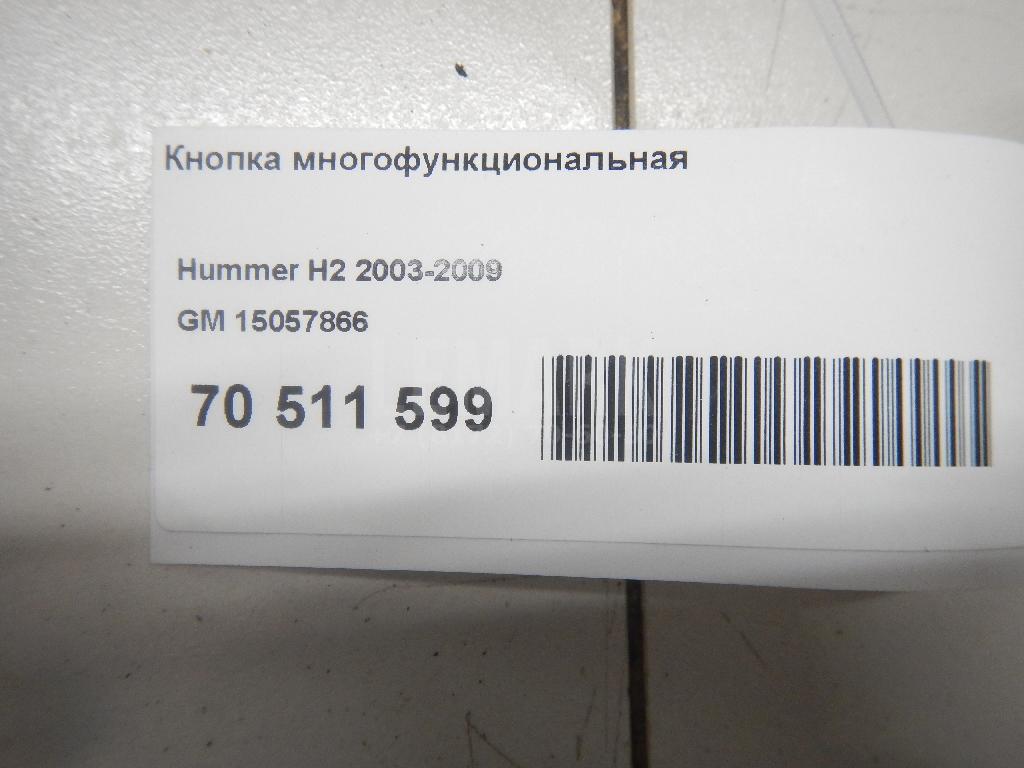 Кнопка многофункциональная
Hummer H2 2003-2009
GM 15057866
70 511 599